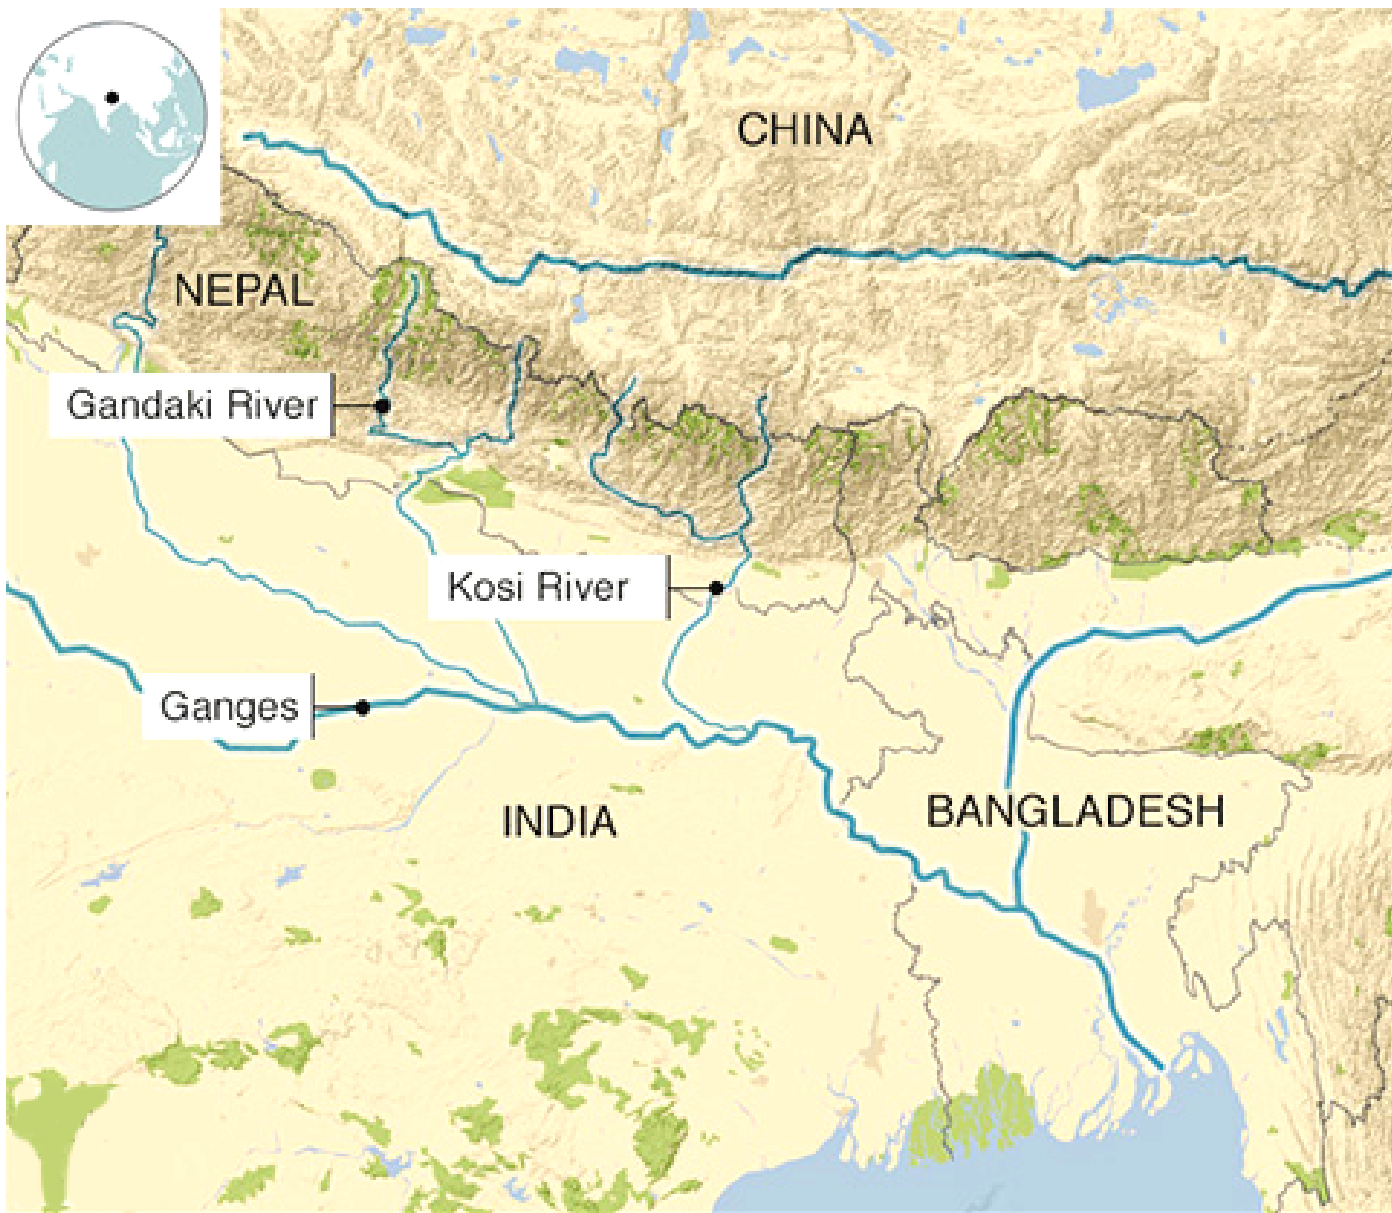 CHINA
NEPAL
Gandaki River
Kosi River
Ganges
INDIA
BANGLADESH